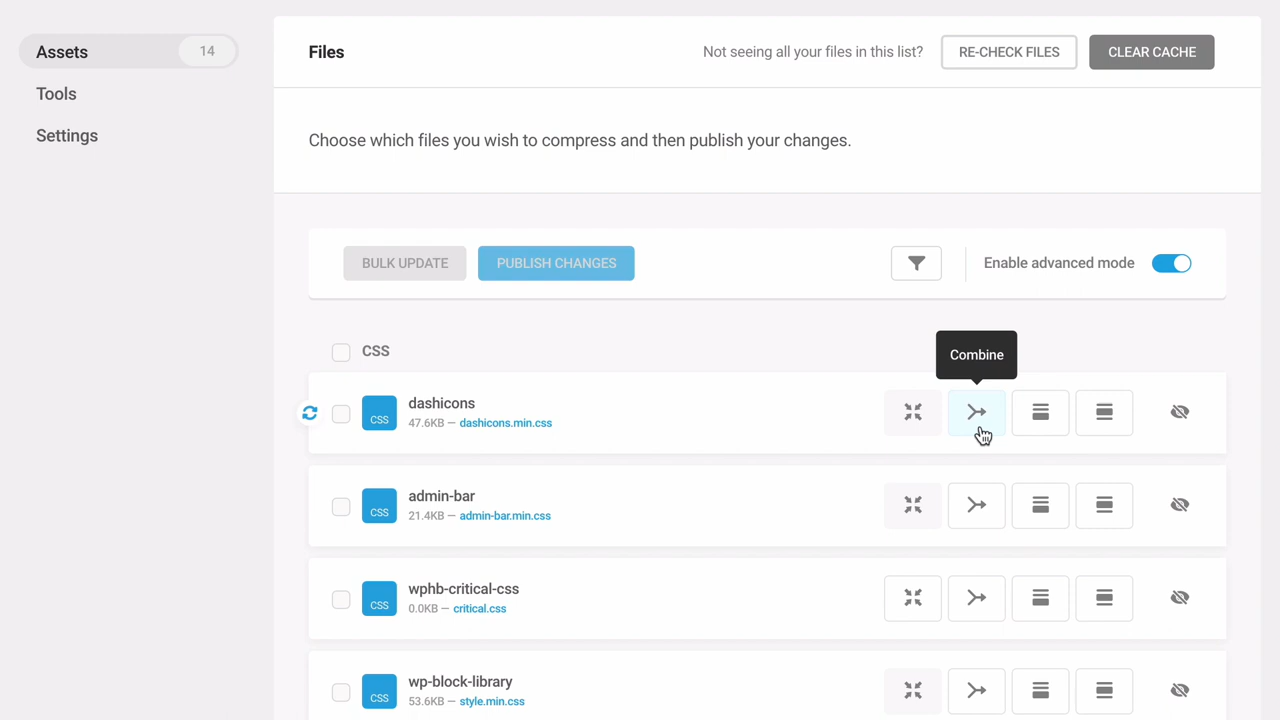 Assets 14
Tools
Settings
Files
Not seeing all your files in this list? RE-CHECK FILES CLEAR CACHE
Choose which files you wish to compress and then publish your changes.
BULK UPDATE PUBLISH CHANGES Enable advanced mode
CSS
Combine
CSS dashicons
47.6KB — dashicons.min.css
CSS admin-bar
21.4KB — admin-bar.min.css
CSS wphb-critical-css
0.0KB — critical.css
CSS wp-block-library
53.6KB — style.min.css